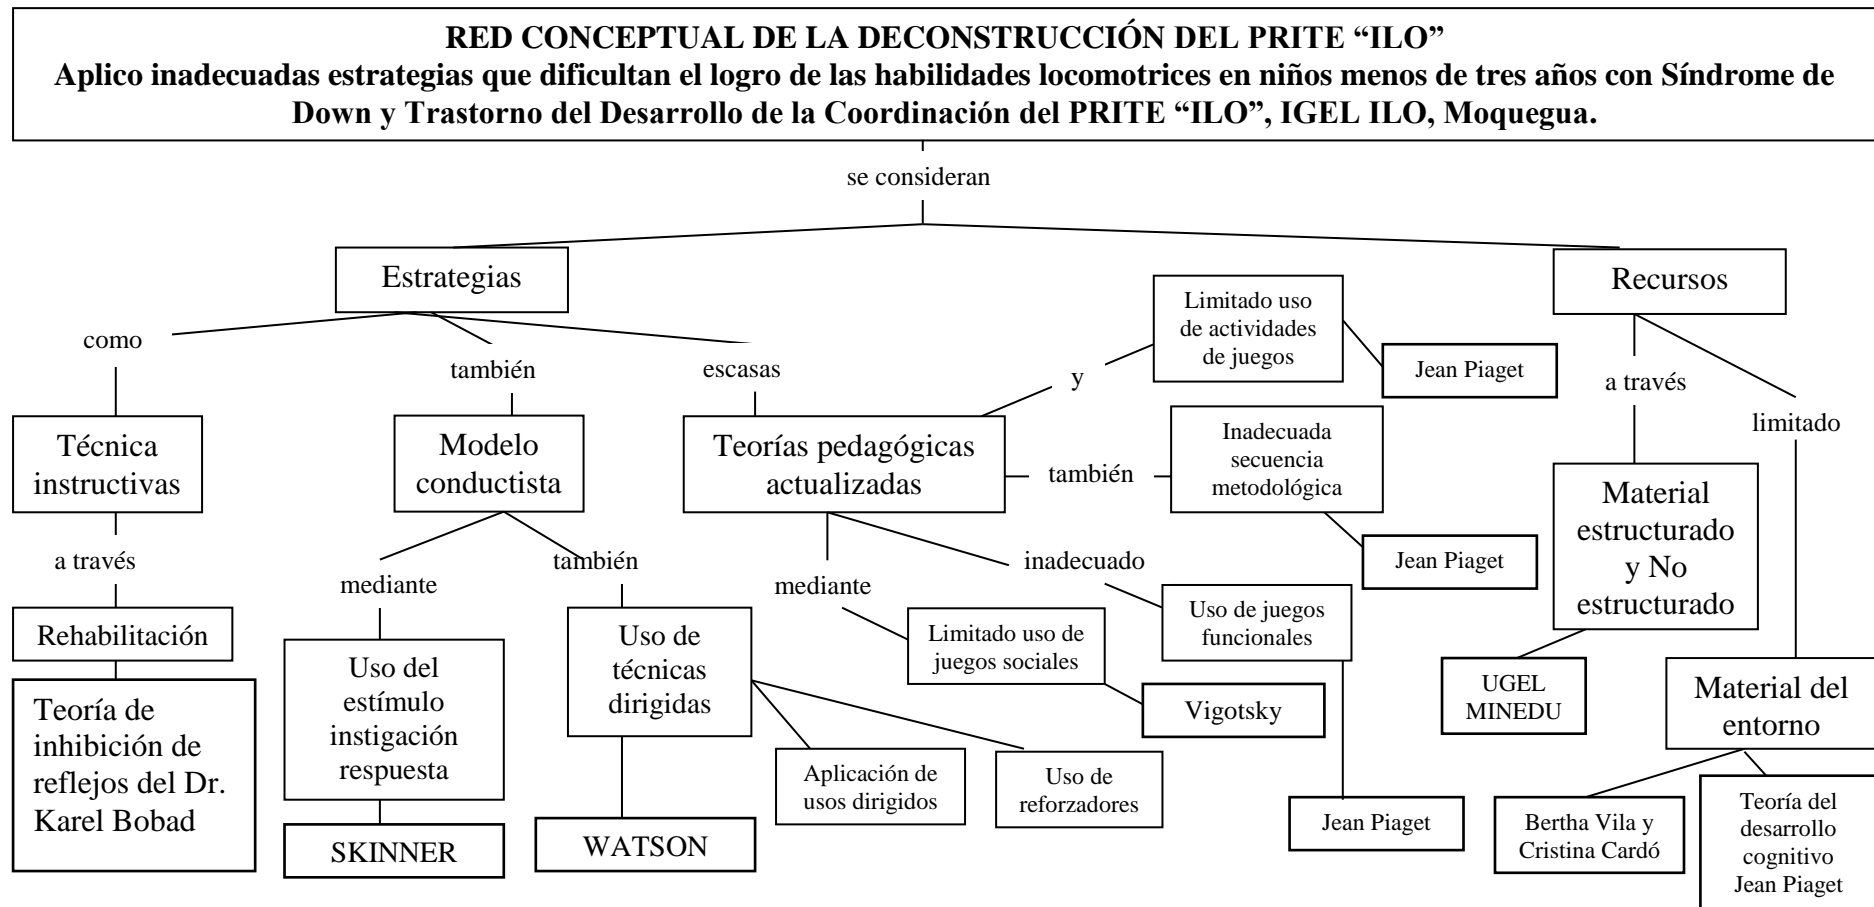 RED CONCEPTUAL DE LA DECONSTRUCCIÓN DEL PRITE “ILO”
Aplico inadecuadas estrategias que dificultan el logro de las habilidades locomotrices en niños menos de tres años con Síndrome de
Down y Trastorno del Desarrollo de la Coordinación del PRITE “ILO”, IGEL ILO, Moquegua.
se consideran
Estrategias
Recursos
como
también
escasas
y
Limitado uso
de actividades
de juegos
Jean Piaget
a través
limitado
Técnica
instructivas
Modelo
conductista
Teorías pedagógicas
actualizadas
también
Inadecuada
secuencia
metodológica
Jean Piaget
Material
estructurado
y No
estructurado
a través
mediante
también
mediante
inadecuado
Rehabilitación
Uso del
estímulo
instigación
respuesta
Uso de
técnicas
dirigidas
Limitado uso de
juegos sociales
Uso de juegos
funcionales
UGEL
MINEDU
Material del
entorno
Teoría de
inhibición de
reflejos del Dr.
Karel Bobad
Vigotsky
Aplicación de
usos dirigidos
Uso de
reforzadores
SKINNER
WATSON
Jean Piaget
Bertha Vila y
Cristina Cardó
Teoría del
desarrollo
cognitivo
Jean Piaget